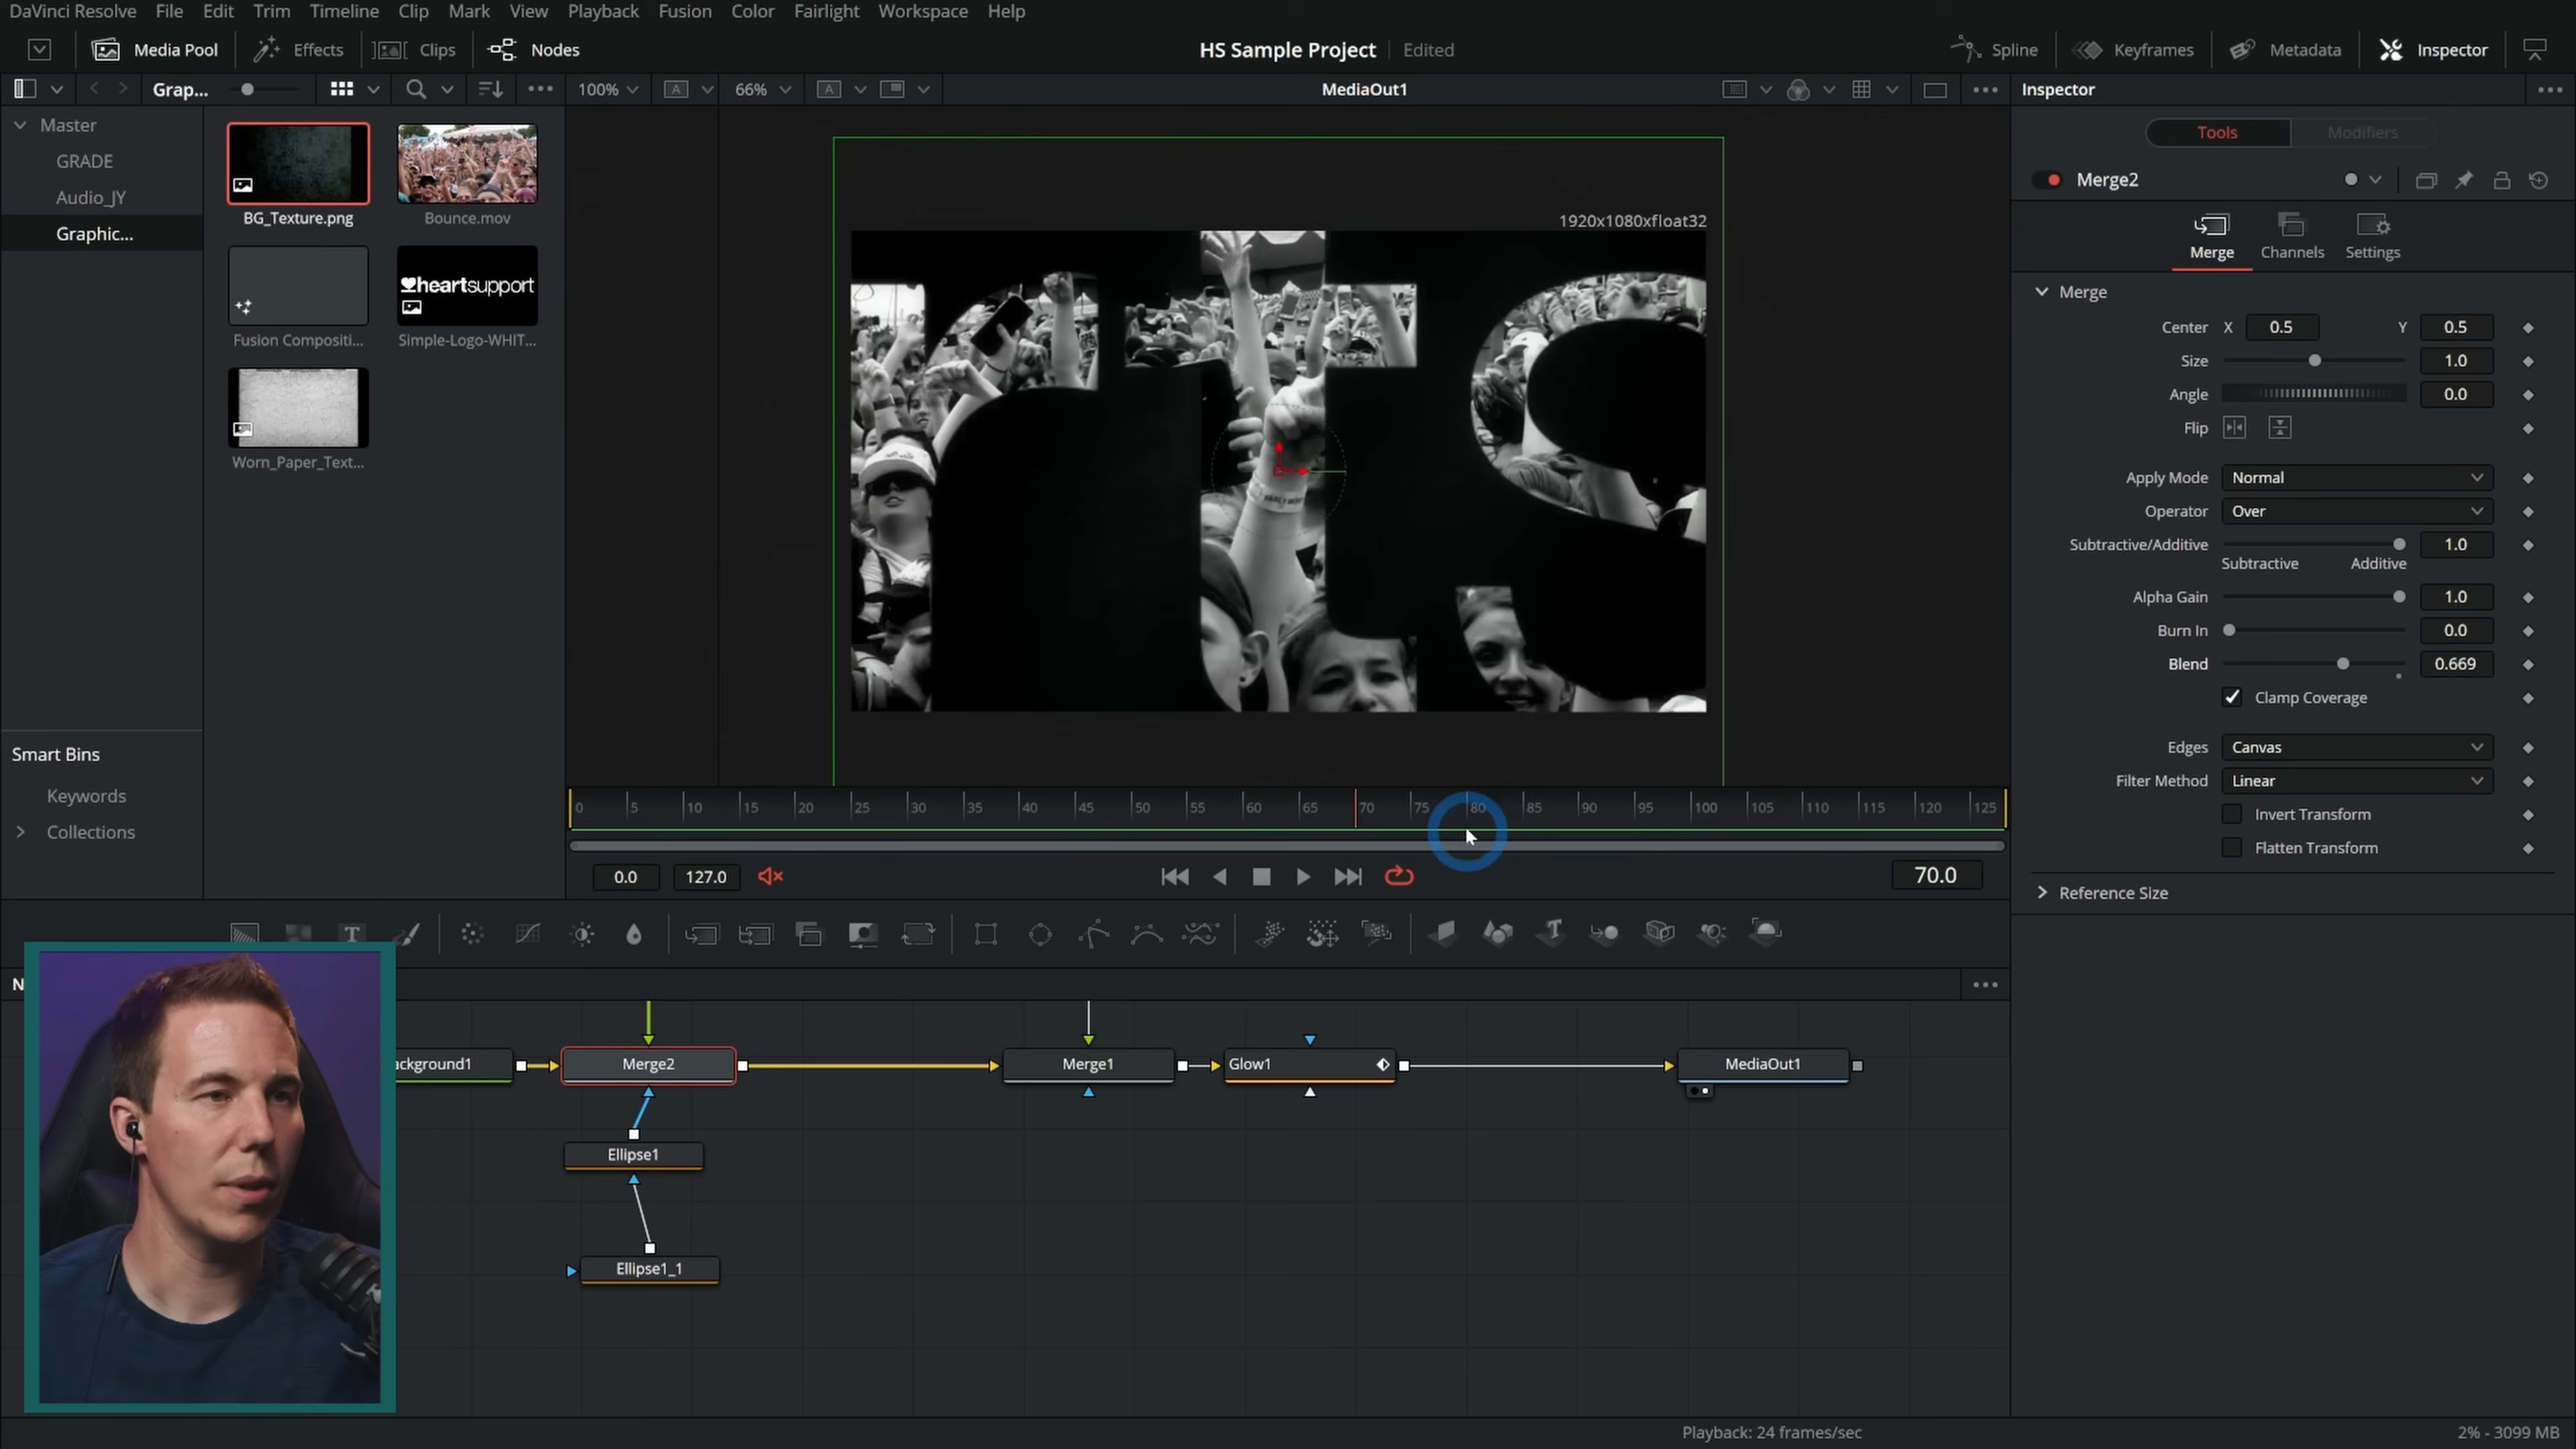 DaVinci Resolve File Edit Trim Timeline Clip Mark View Playback Fusion Color Fairlight Workspace Help
Media Pool Effects Clips Nodes HS Sample Project Edited Spline Keyframes Metadata Inspector
Grap... 100% A 66% A MediaOut1 Inspector
Master
GRADE
Audio_JY
Graphic...
BG_Texture.png Bounce.mov
heartsupport
Fusion Compositi... Simple-Logo-WHIT...
Worn_Paper_Text...
Smart Bins
Keywords
Collections
1920x1080xfloat32
0 5 10 15 20 25 30 35 40 45 50 55 60 65 70 75 80 85 90 95 100 105 110 115 120 125
0.0 127.0 70.0
Tools Modifiers
Merge2
Merge Channels Settings
Merge
Center X 0.5 Y 0.5
Size 1.0
Angle 0.0
Flip
Apply Mode Normal
Operator Over
Subtractive/Additive 1.0
Subtractive Additive
Alpha Gain 1.0
Burn In 0.0
Blend 0.669
Clamp Coverage
Edges Canvas
Filter Method Linear
Invert Transform
Flatten Transform
Reference Size
T T
N
ackground1 Merge2 Merge1 Glow1 MediaOut1
Ellipse1
Ellipse1_1
Playback: 24 frames/sec 2% - 3099 MB